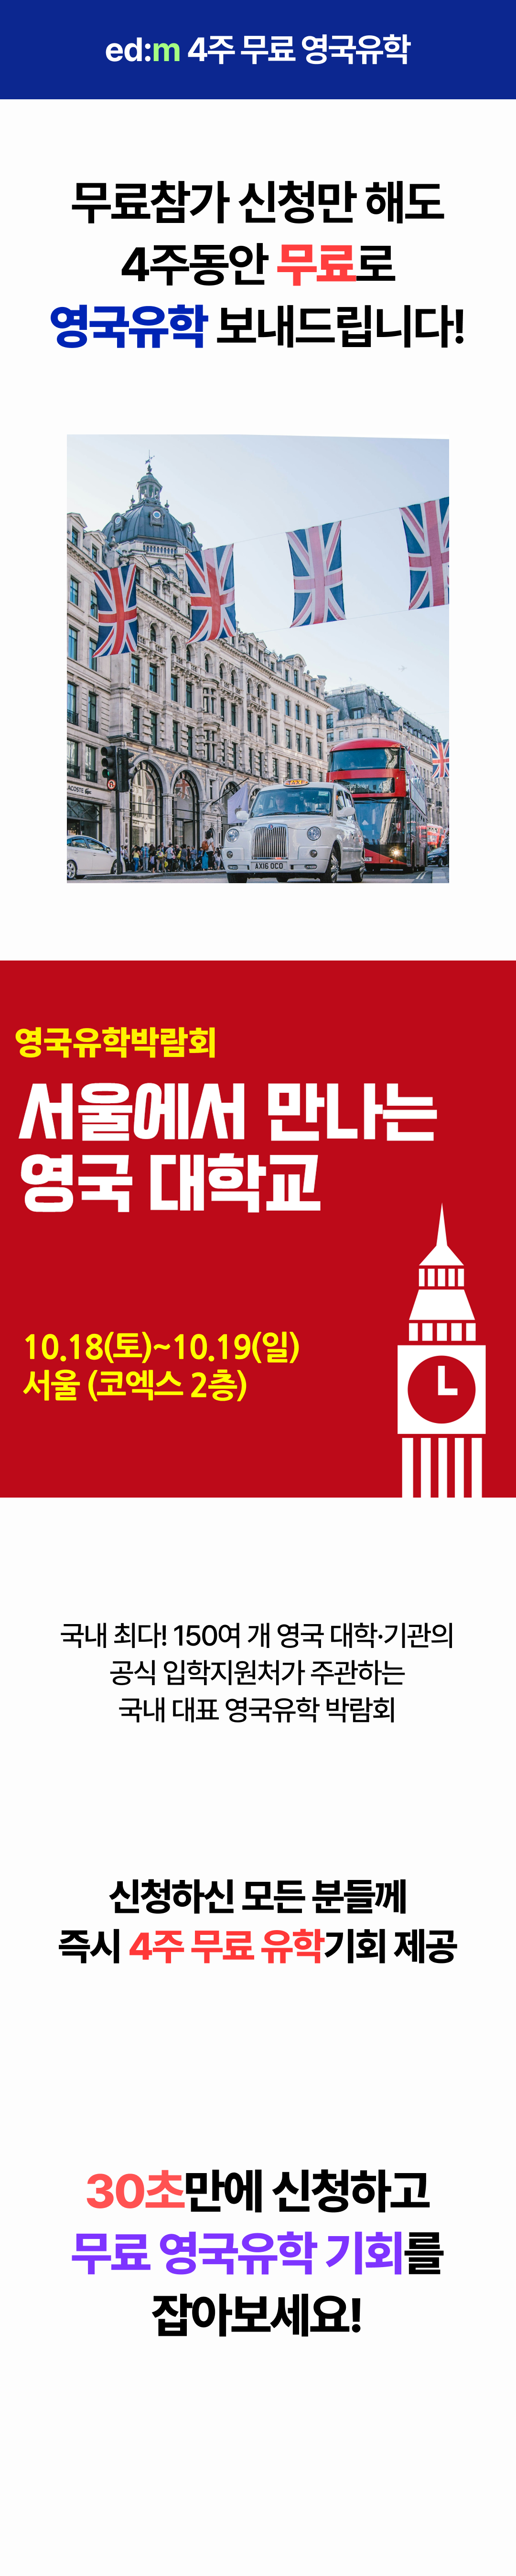 ed:m 4주 무료 영국유학
무료참가 신청만 해도
4주동안 무료로
영국유학 보내드립니다!
LACOSTE
TAXI
AX16 OCO
영국유학박람회
서울에서 만나는
영국 대학교
10.18(토)~10.19(일)
서울 (코엑스 2층)
국내 최다! 150여 개 영국 대학·기관의
공식 입학지원처가 주관하는
국내 대표 영국유학 박람회
신청하신 모든 분들께
즉시 4주 무료 유학기회 제공
30초만에 신청하고
무료 영국유학 기회를
잡아보세요!